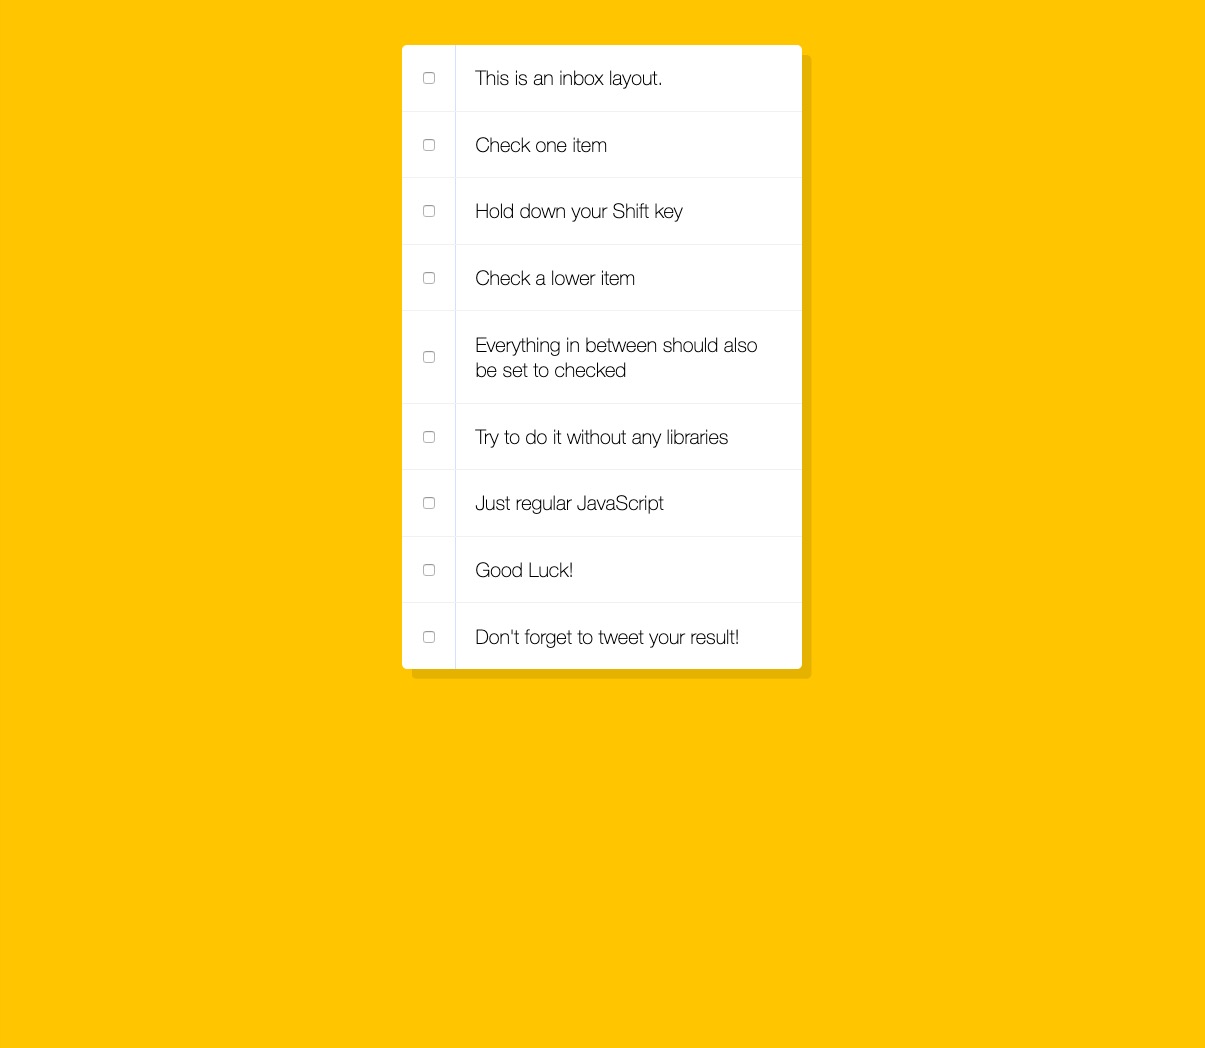 This is an inbox layout.
Check one item
Hold down your Shift key
Check a lower item
Everything in between should also
be set to checked
Try to do it without any libraries
Just regular JavaScript
Good Luck!
Don't forget to tweet your result!